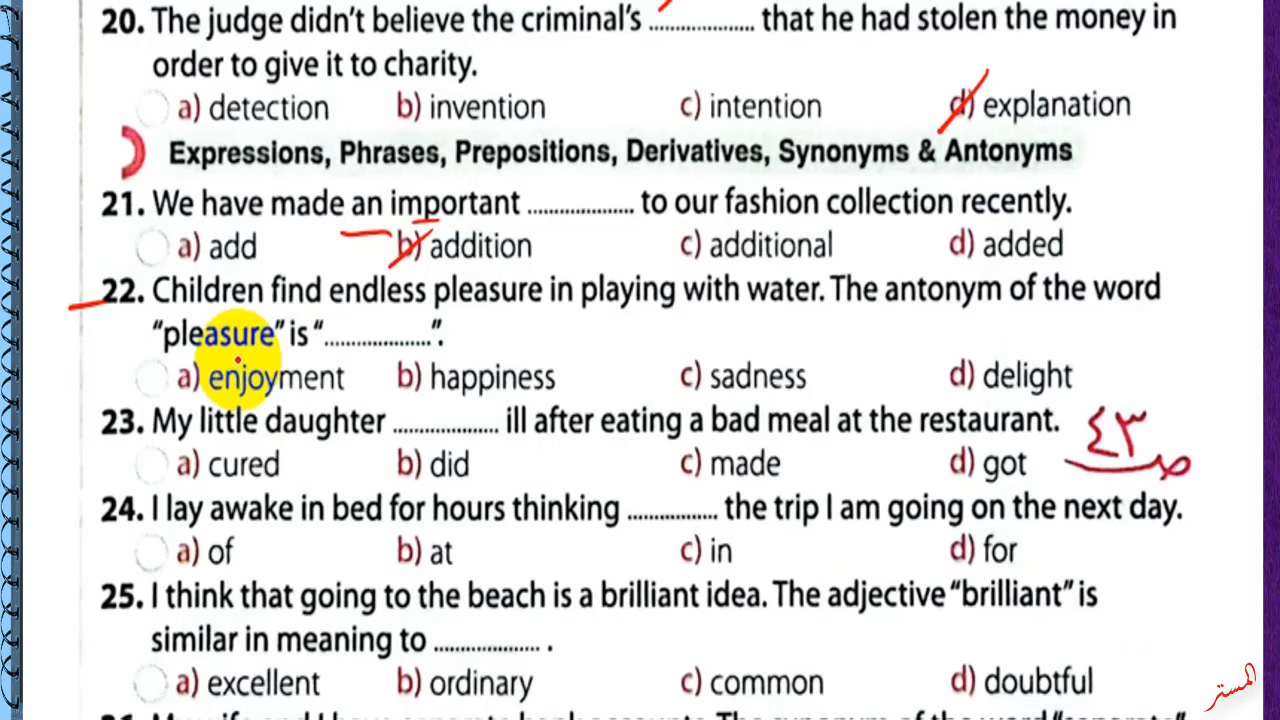 20. The judge didn't believe the criminal's .................... that he had stolen the money in
order to give it to charity.
a) detection b) invention c) intention d) explanation
Expressions, Phrases, Prepositions, Derivatives, Synonyms & Antonyms
21. We have made an important .................... to our fashion collection recently.
a) add b) addition c) additional d) added
22. Children find endless pleasure in playing with water. The antonym of the word
"pleasure" is "....................".
a) enjoyment b) happiness c) sadness d) delight
23. My little daughter .................... ill after eating a bad meal at the restaurant.
a) cured b) did c) made d) got
ص ٤٣
24. I lay awake in bed for hours thinking ................. the trip I am going on the next day.
a) of b) at c) in d) for
25. I think that going to the beach is a brilliant idea. The adjective "brilliant" is
similar in meaning to .................... .
a) excellent b) ordinary c) common d) doubtful
المستر